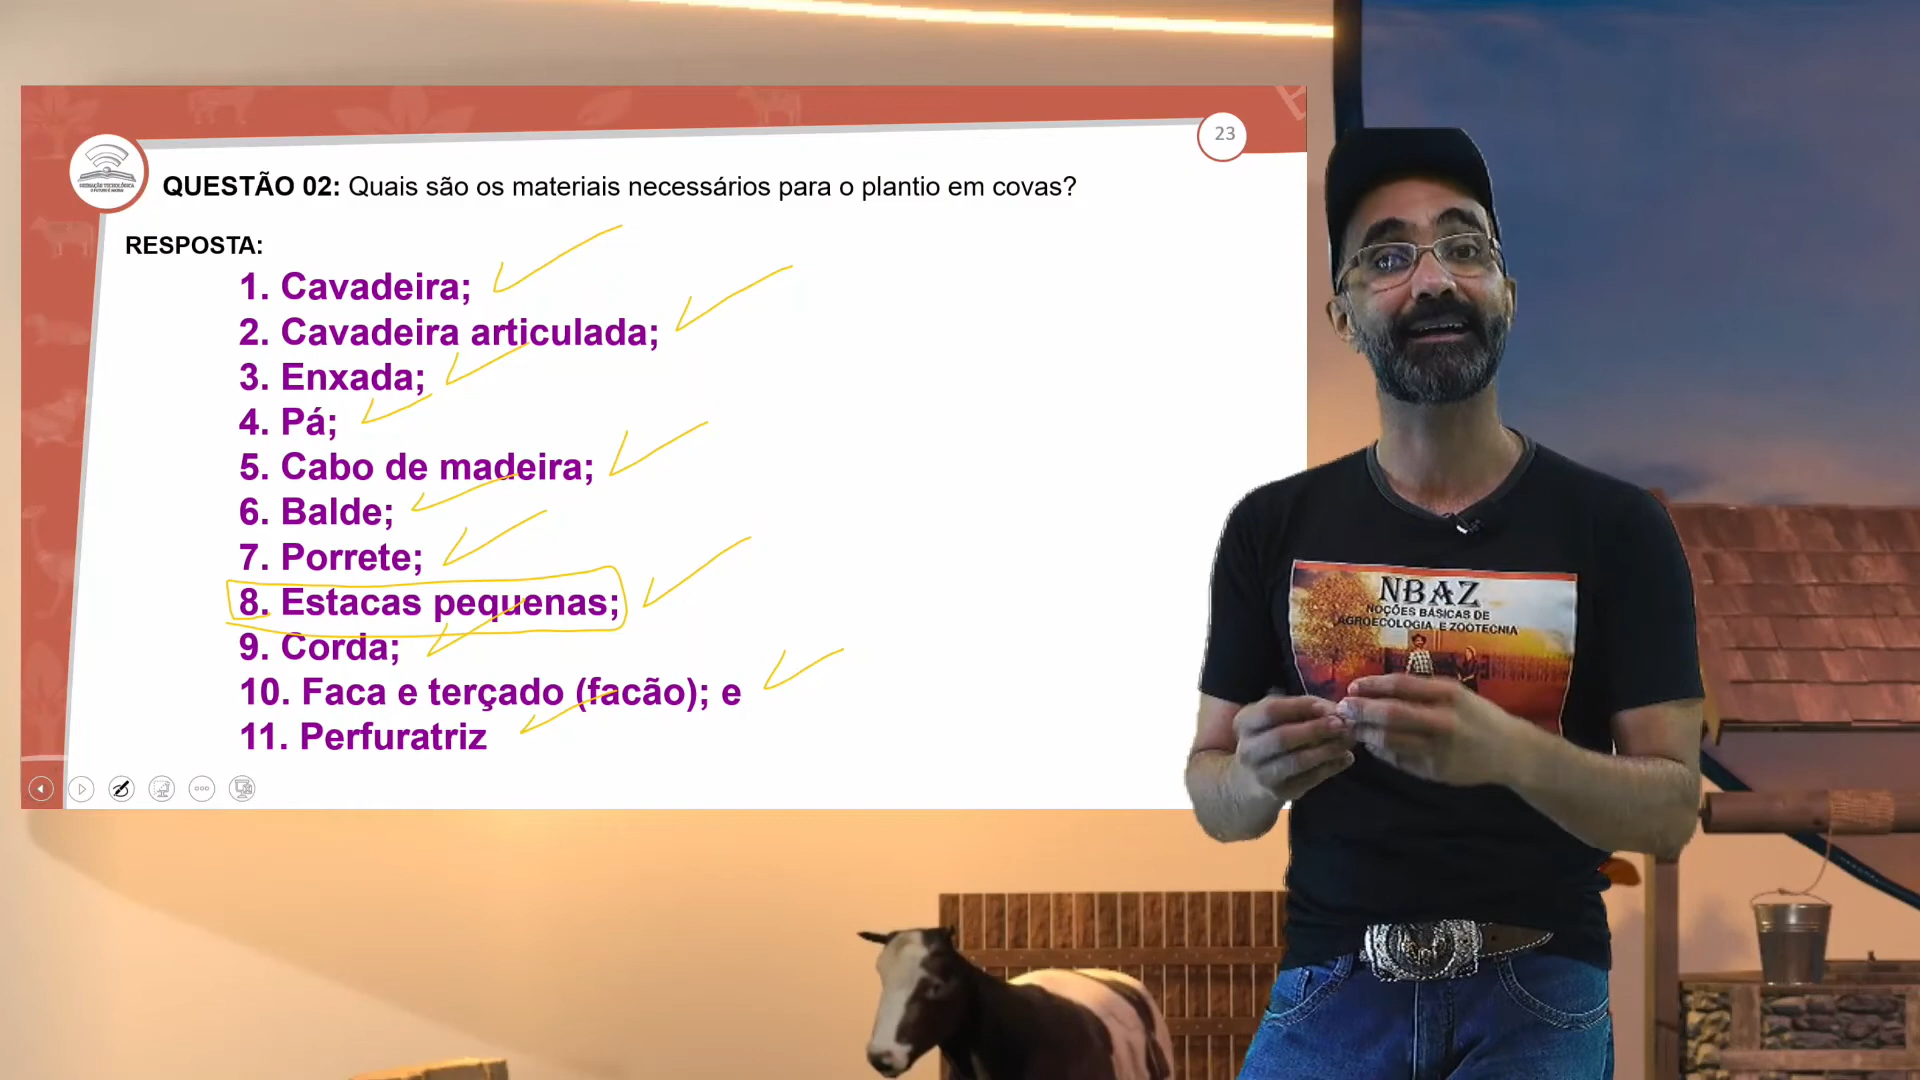 23
MEDIAÇÃO TECNOLÓGICA
QUESTÃO 02: Quais são os materiais necessários para o plantio em covas?
RESPOSTA:
1. Cavadeira;
2. Cavadeira articulada;
3. Enxada;
4. Pá;
5. Cabo de madeira;
6. Balde;
7. Porrete;
8. Estacas pequenas;
9. Corda;
10. Faca e terçado (facão); e
11. Perfuratriz
NBAZ
NOÇÕES BÁSICAS DE
AGROECOLOGIA E ZOOTECNIA